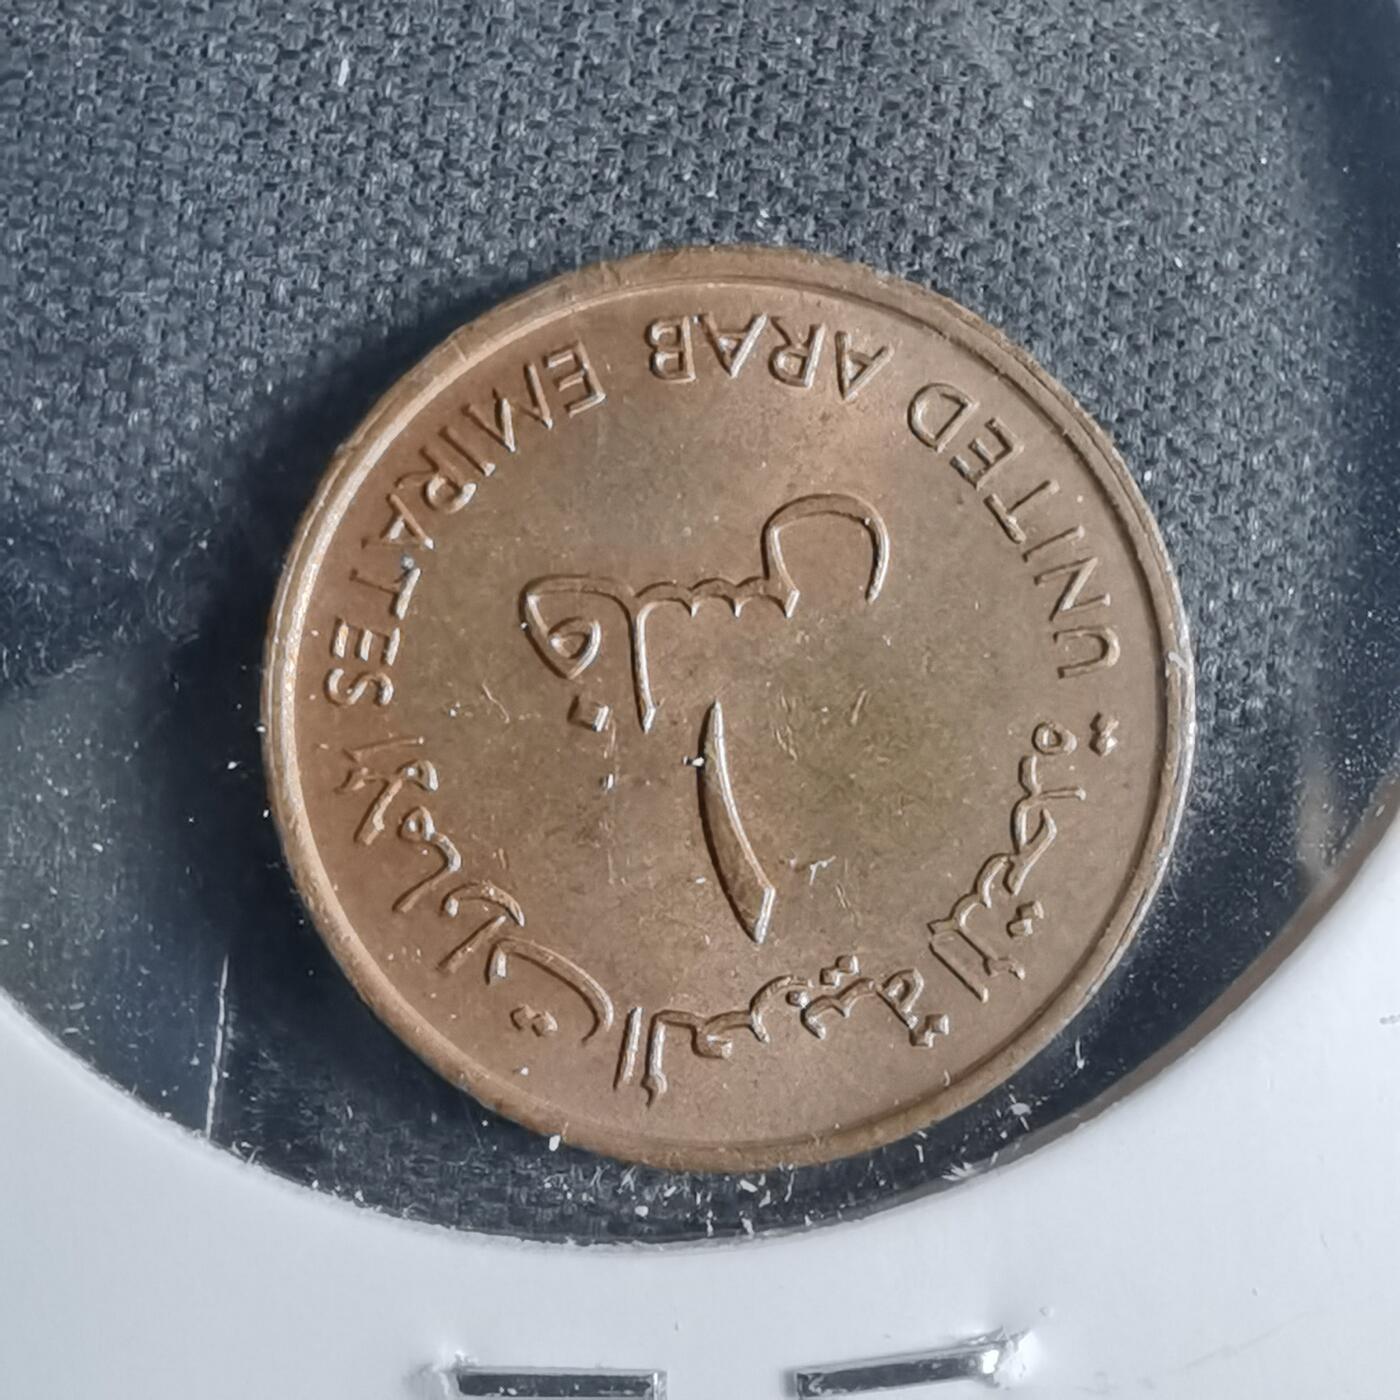 الإمارات العربية المتحدة
١
فلس
UNITED ARAB EMIRATES